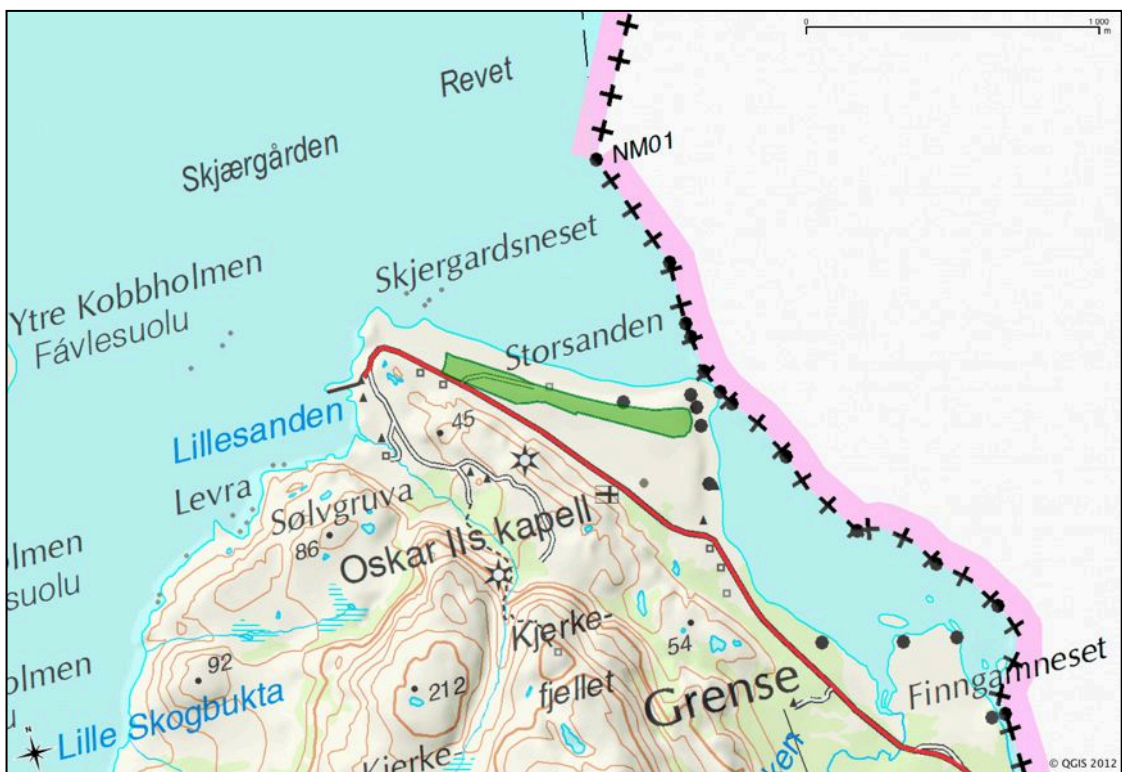 0 1 000
m
Revet
NM01
Skjærgården
Skjergardsneset
Ytre Kobbholmen
Fávlesuolu
Storsanden
Lillesanden
45
Levra
Sølvgruva
86
Oskar IIs kapell
olmen
suolu
Kjerke-
fjellet
54
92
212
Grense
Finngamneset
olmen
Lille Skogbukta
Kjerke-
N
© QGIS 2012